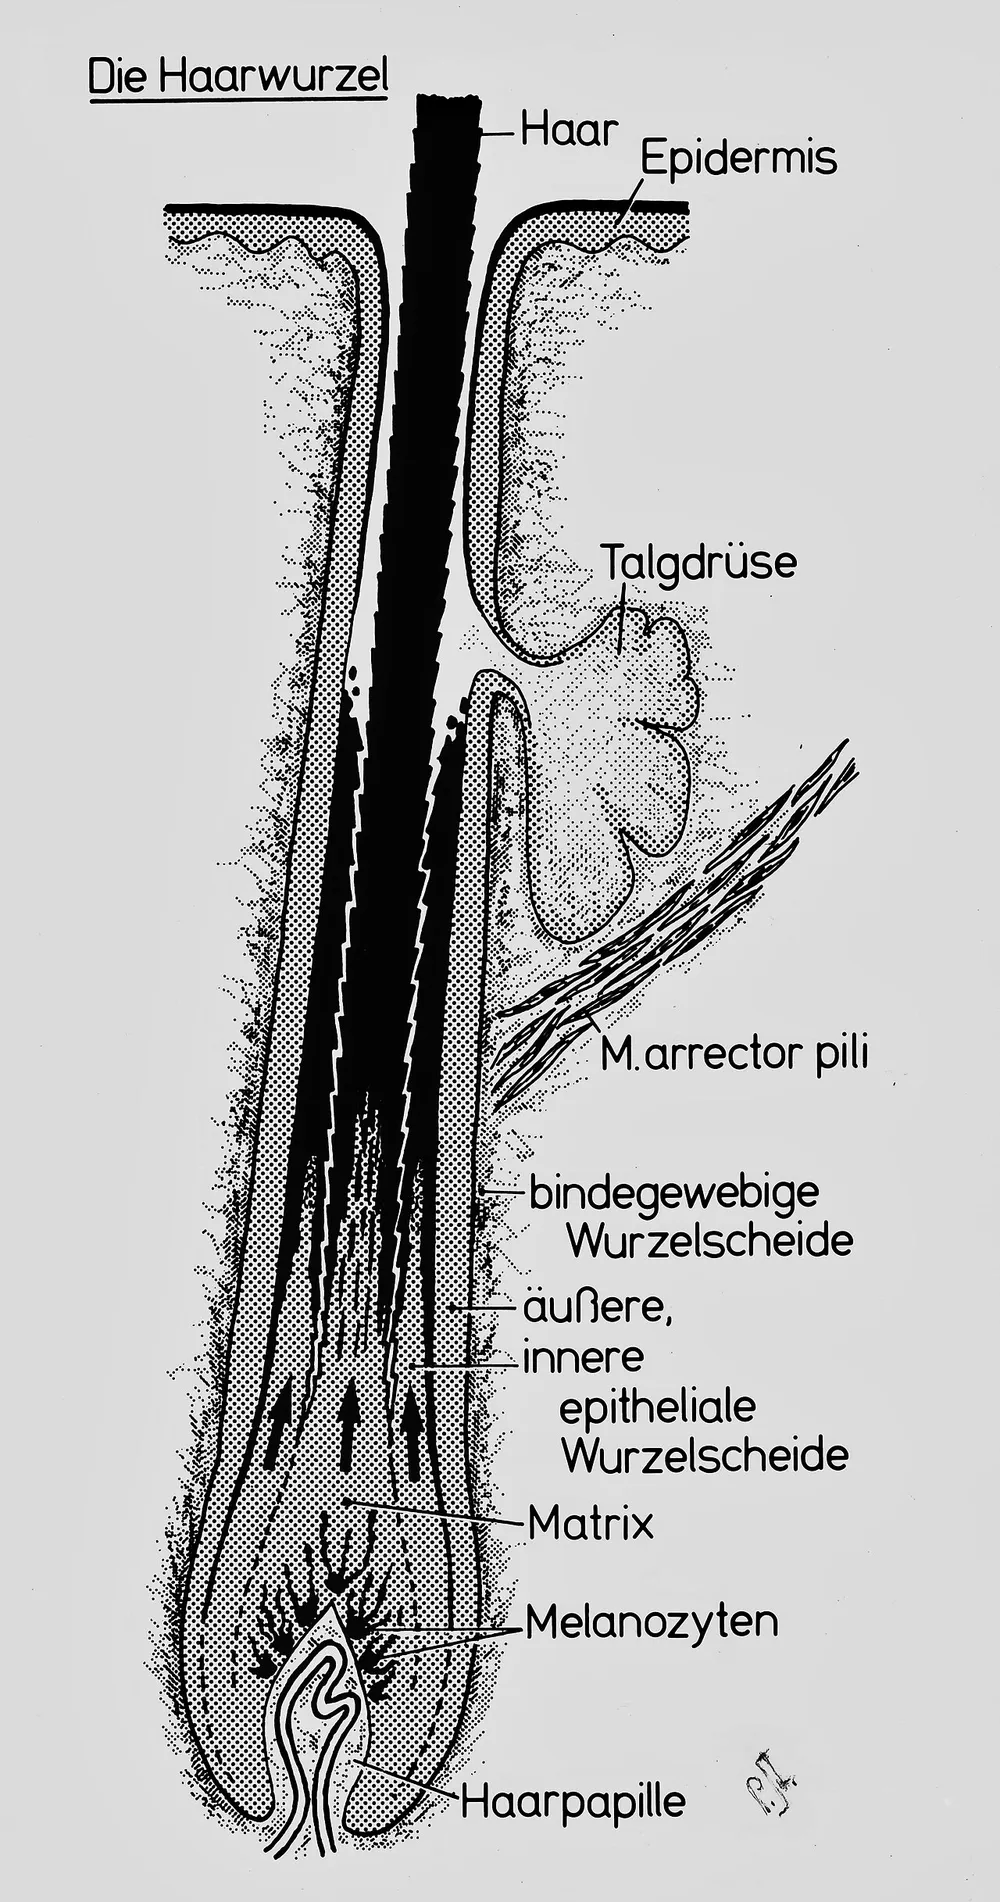 Die Haarwurzel
Haar
Epidermis
Talgdrüse
M. arrector pili
bindegewebige
Wurzelscheide
äußere,
innere
epitheliale
Wurzelscheide
Matrix
Melanozyten
Haarpapille